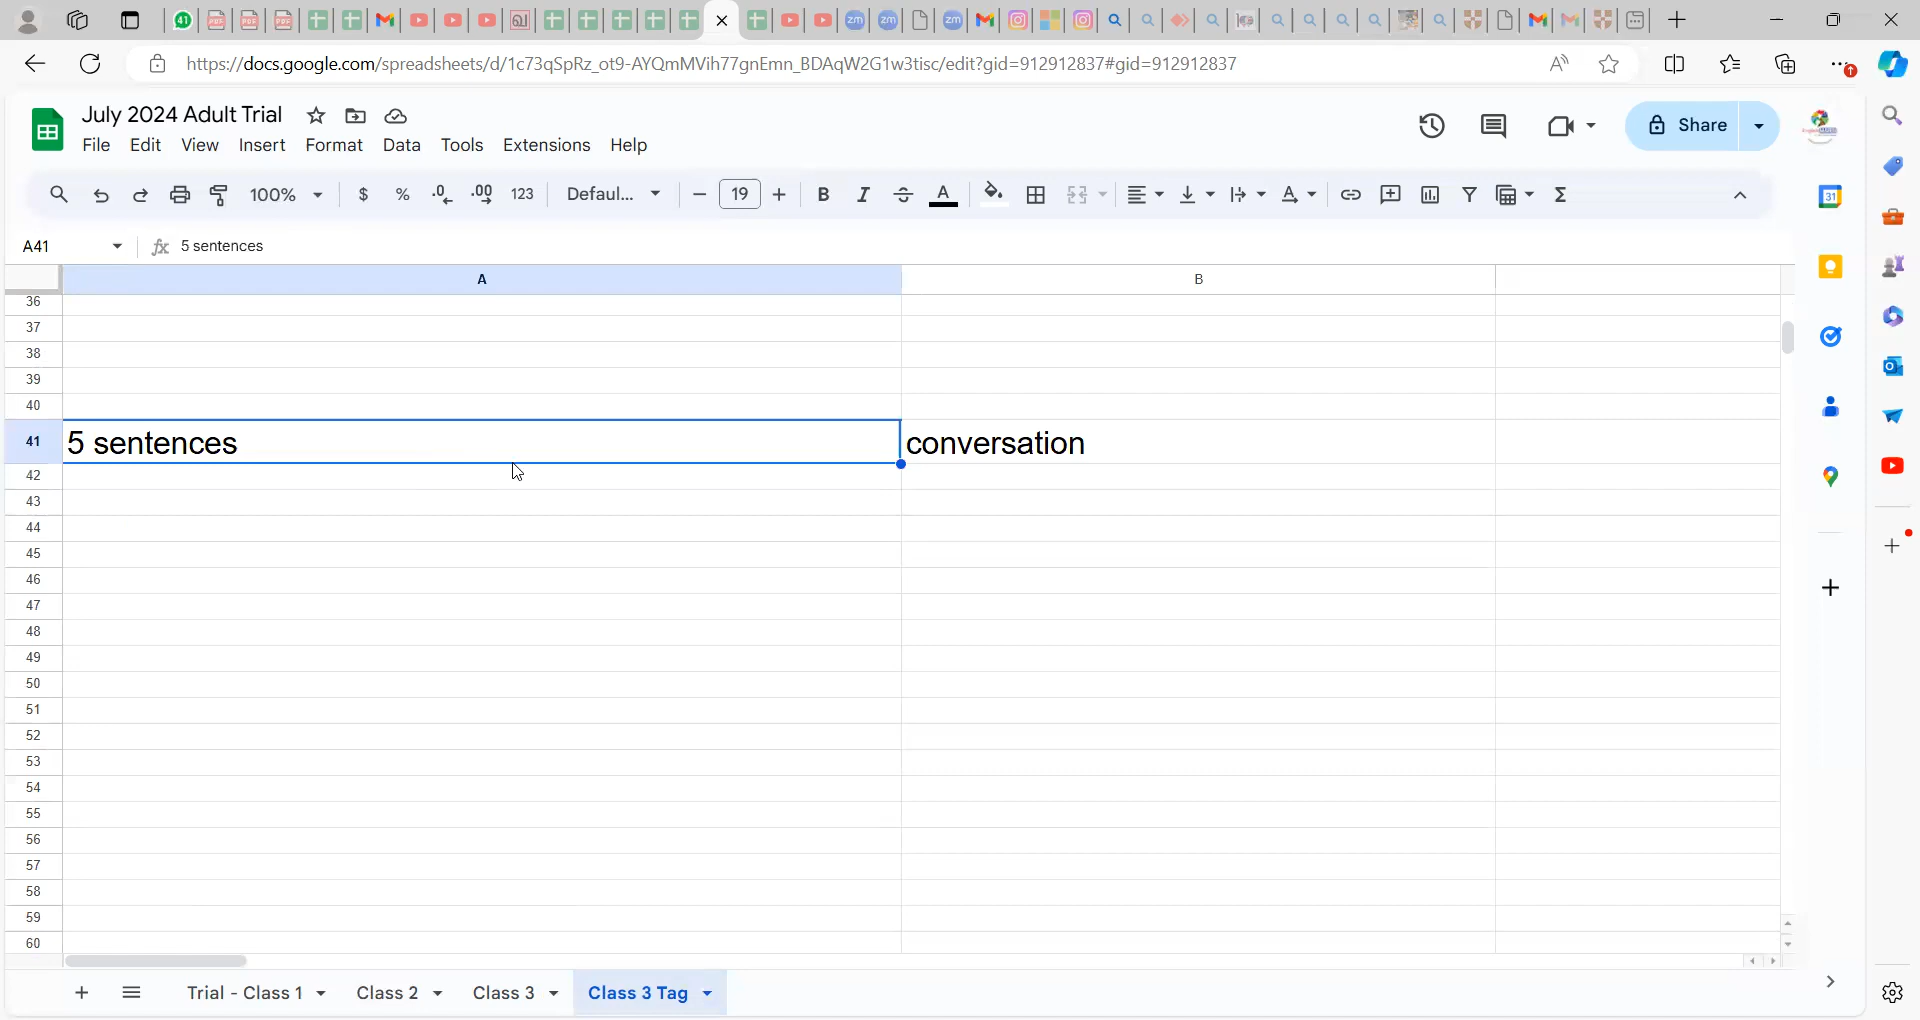 https://docs.google.com/spreadsheets/d/1c73qSpRz_ot9-AYQmMVih77gnEmn_BDAqW2G1w3tisc/edit?gid=912912837#gid=912912837
July 2024 Adult Trial
Share
File Edit View Insert Format Data Tools Extensions Help
100% $ % .0 .00 123 Defaul... 19 B I A
A41 fx 5 sentences
A B
36
37
38
39
40
41 5 sentences conversation
42
43
44
45
46
47
48
49
50
51
52
53
54
55
56
57
58
59
60
Trial - Class 1 Class 2 Class 3 Class 3 Tag